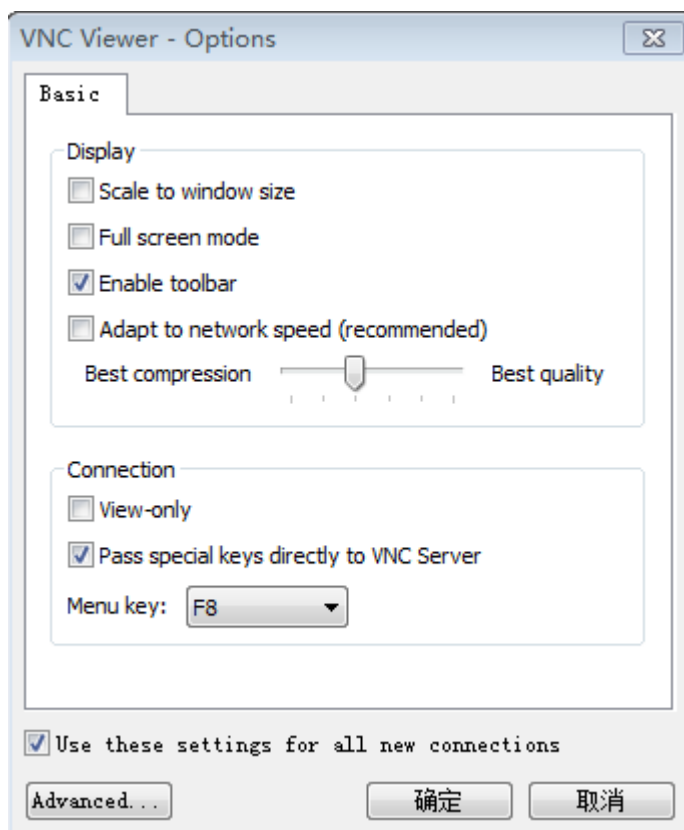 VNC Viewer - Options
Basic
Display
Scale to window size
Full screen mode
Enable toolbar
Adapt to network speed (recommended)
Best compression Best quality
Connection
View-only
Pass special keys directly to VNC Server
Menu key: F8
Use these settings for all new connections
Advanced... 确定 取消